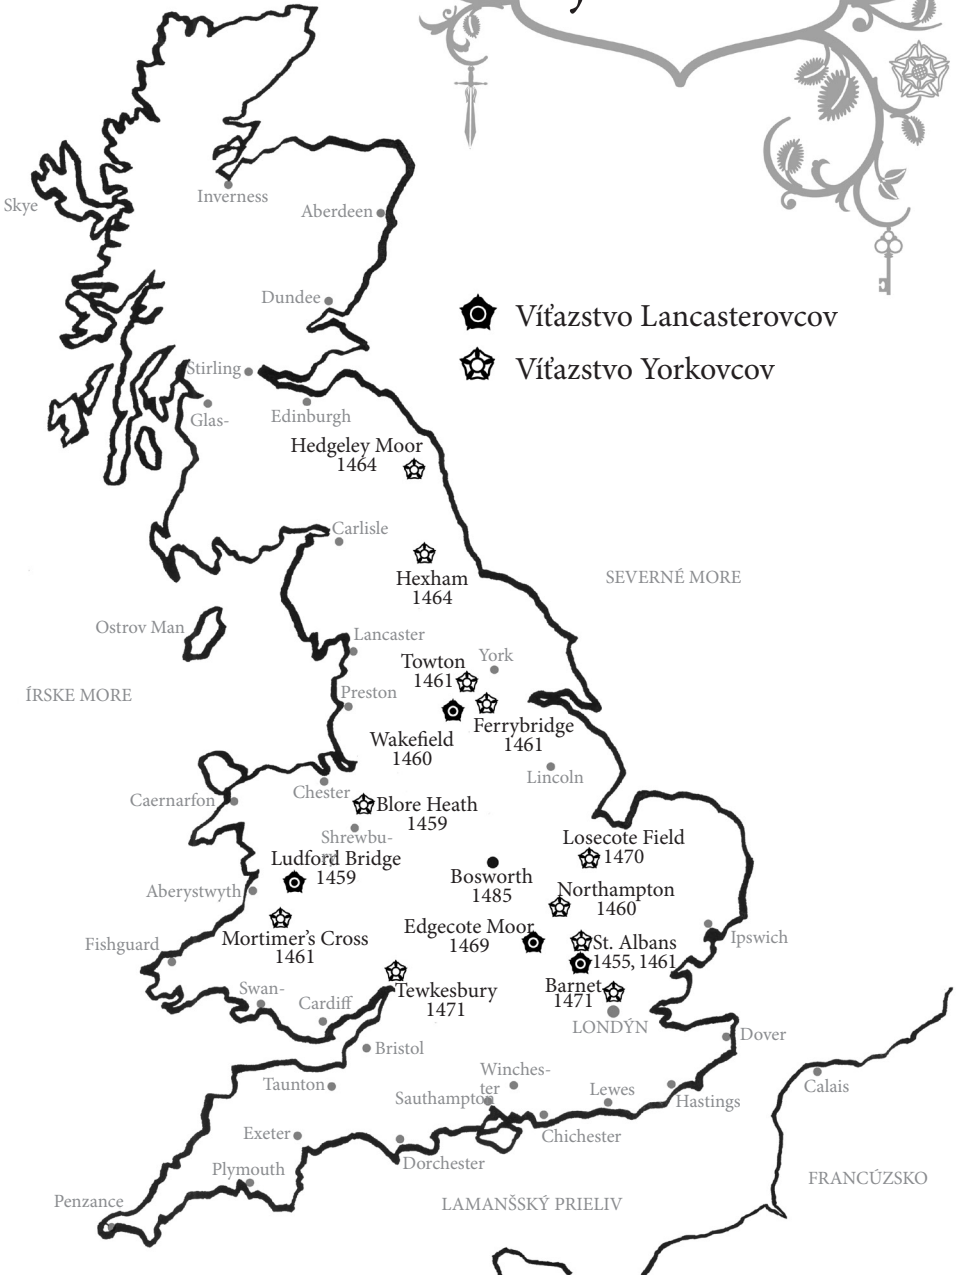 Inverness
Skye
Aberdeen
Dundee
Víťazstvo Lancasterovcov
Víťazstvo Yorkovcov
Stirling
Glas-
Edinburgh
Hedgeley Moor
1464
Carlisle
Hexham
1464
SEVERNÉ MORE
Ostrov Man
Lancaster
York
Towton
1461
ÍRSKE MORE
Preston
Ferrybridge
1461
Wakefield
1460
Lincoln
Chester
Caernarfon
Blore Heath
1459
Shrewbu-
ry
Losecote Field
1470
Ludford Bridge
1459
Bosworth
1485
Aberystwyth
Northampton
1460
Edgecote Moor
1469
Mortimer's Cross
1461
Fishguard
St. Albans
1455, 1461
Ipswich
Swan-
Cardiff
Tewkesbury
1471
Barnet
1471
LONDÝN
Dover
Bristol
Winches-
ter
Taunton
Sauthampton
Lewes
Hastings
Calais
Exeter
Chichester
Dorchester
Plymouth
FRANCÚZSKO
Penzance
LAMANŠSKÝ PRIELIV